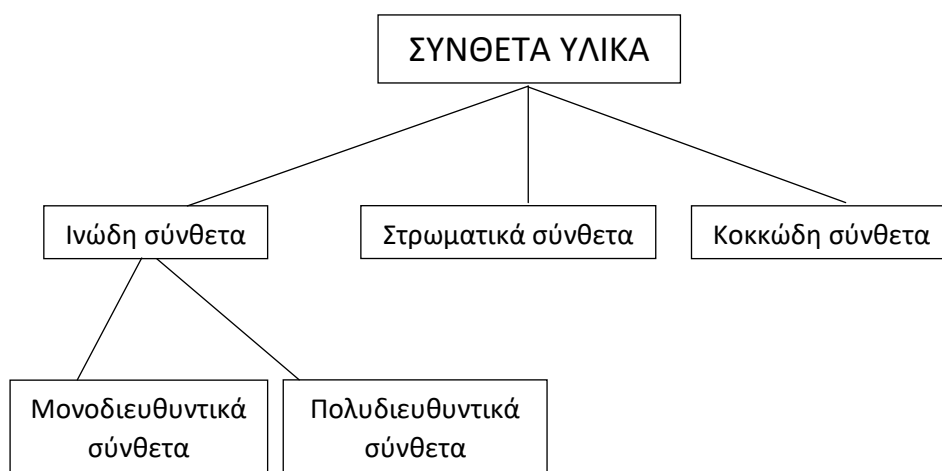 ΣΥΝΘΕΤΑ ΥΛΙΚΑ
Ινώδη σύνθετα
Στρωματικά σύνθετα
Κοκκώδη σύνθετα
Μονοδιευθυντικά
σύνθετα
Πολυδιευθυντικά
σύνθετα